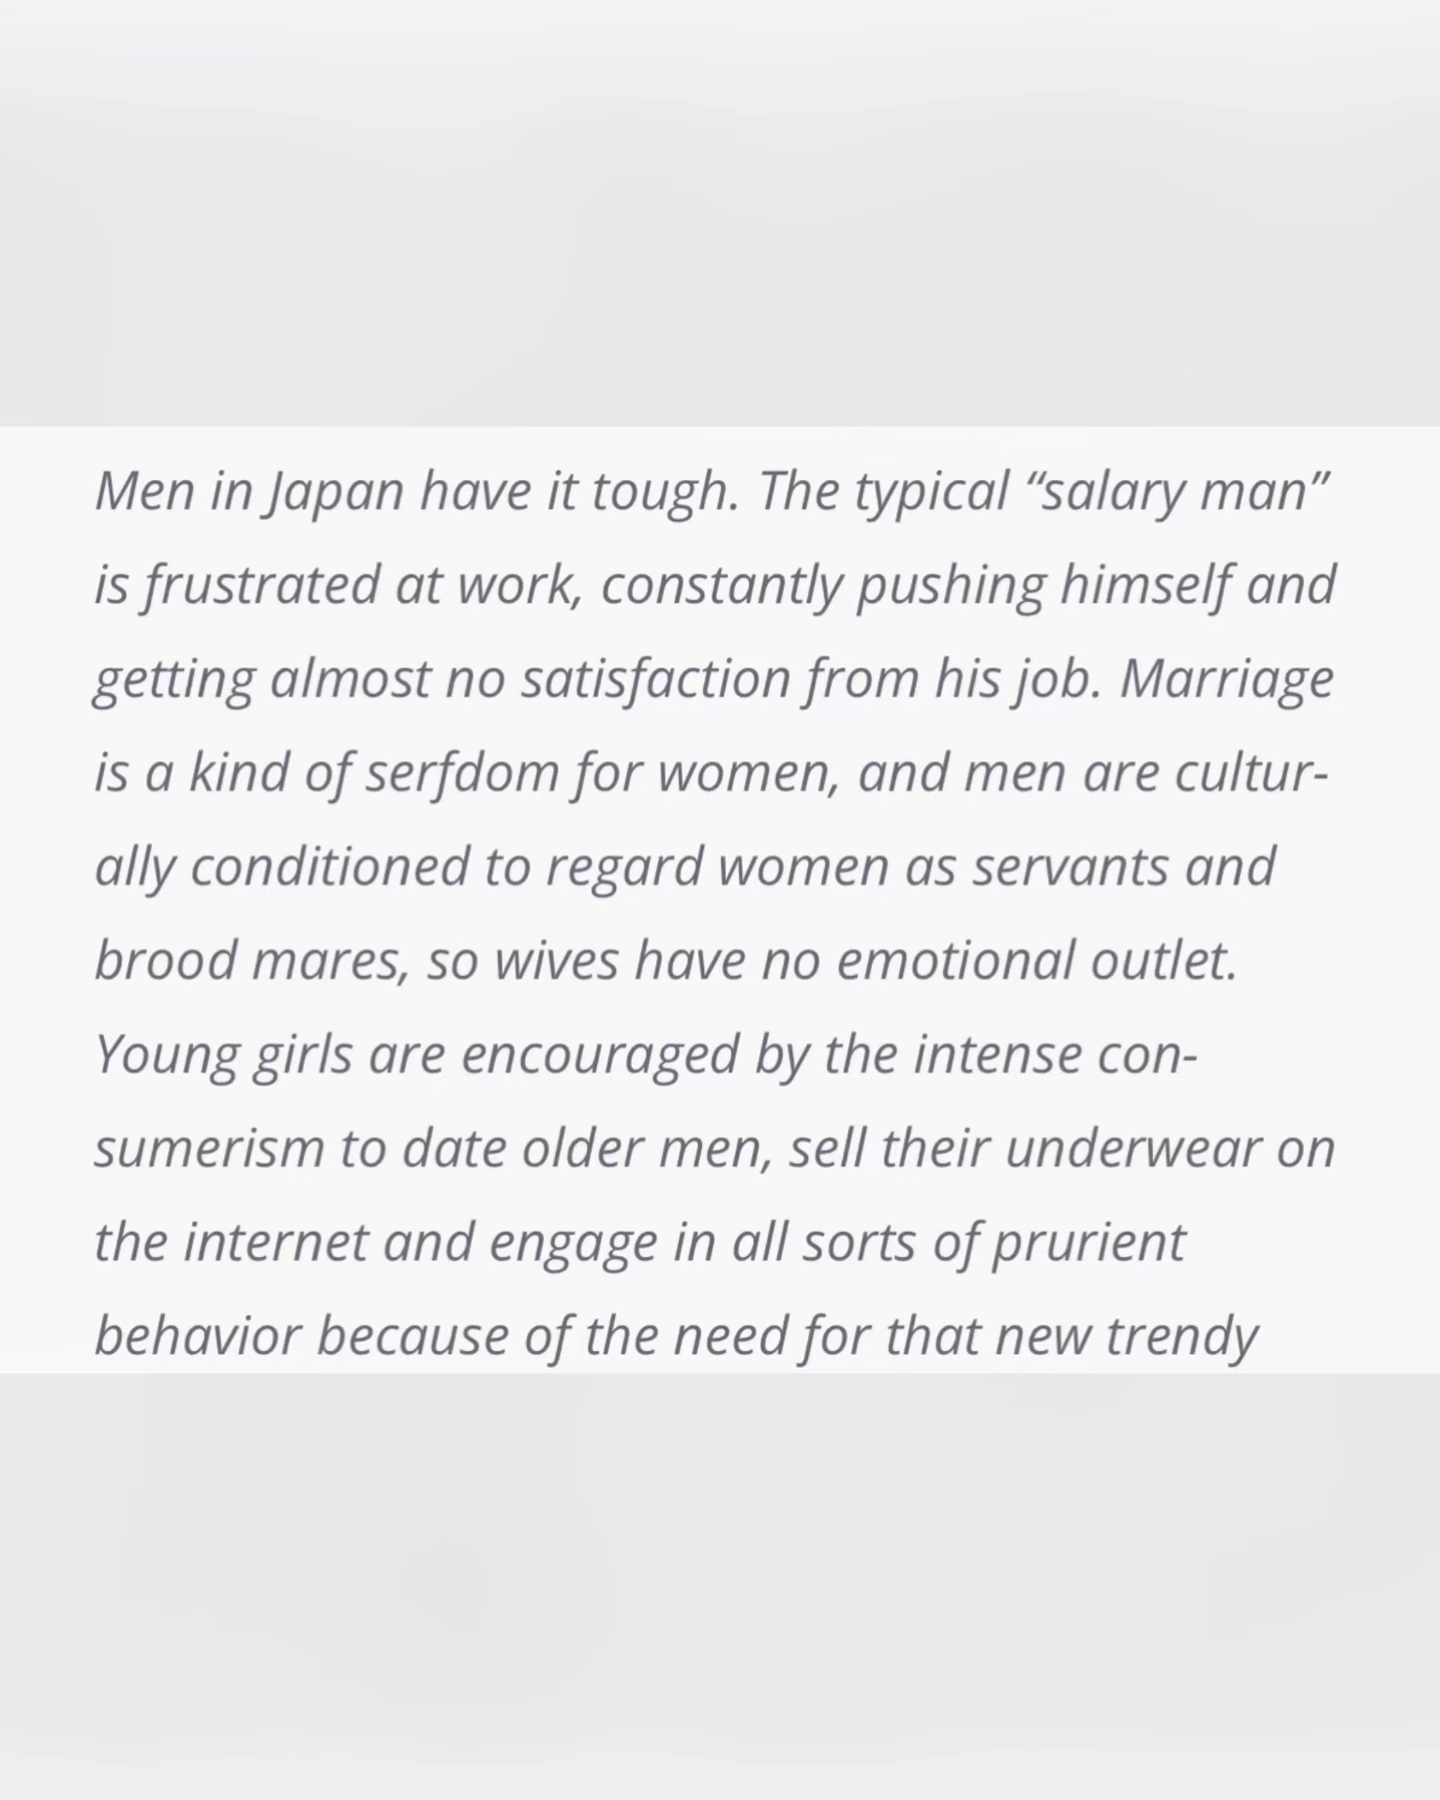 Men in Japan have it tough. The typical “salary man”
is frustrated at work, constantly pushing himself and
getting almost no satisfaction from his job. Marriage
is a kind of serfdom for women, and men are cultur-
ally conditioned to regard women as servants and
brood mares, so wives have no emotional outlet.
Young girls are encouraged by the intense con-
sumerism to date older men, sell their underwear on
the internet and engage in all sorts of prurient
behavior because of the need for that new trendy